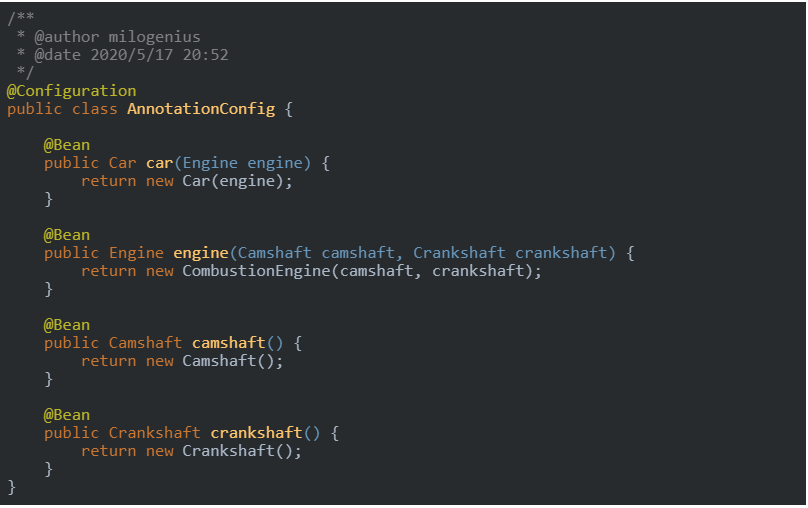 /**
 * @author milogenius
 * @date 2020/5/17 20:52
 */
@Configuration
public class AnnotationConfig {

    @Bean
    public Car car(Engine engine) {
        return new Car(engine);
    }

    @Bean
    public Engine engine(Camshaft camshaft, Crankshaft crankshaft) {
        return new CombustionEngine(camshaft, crankshaft);
    }

    @Bean
    public Camshaft camshaft() {
        return new Camshaft();
    }

    @Bean
    public Crankshaft crankshaft() {
        return new Crankshaft();
    }
}